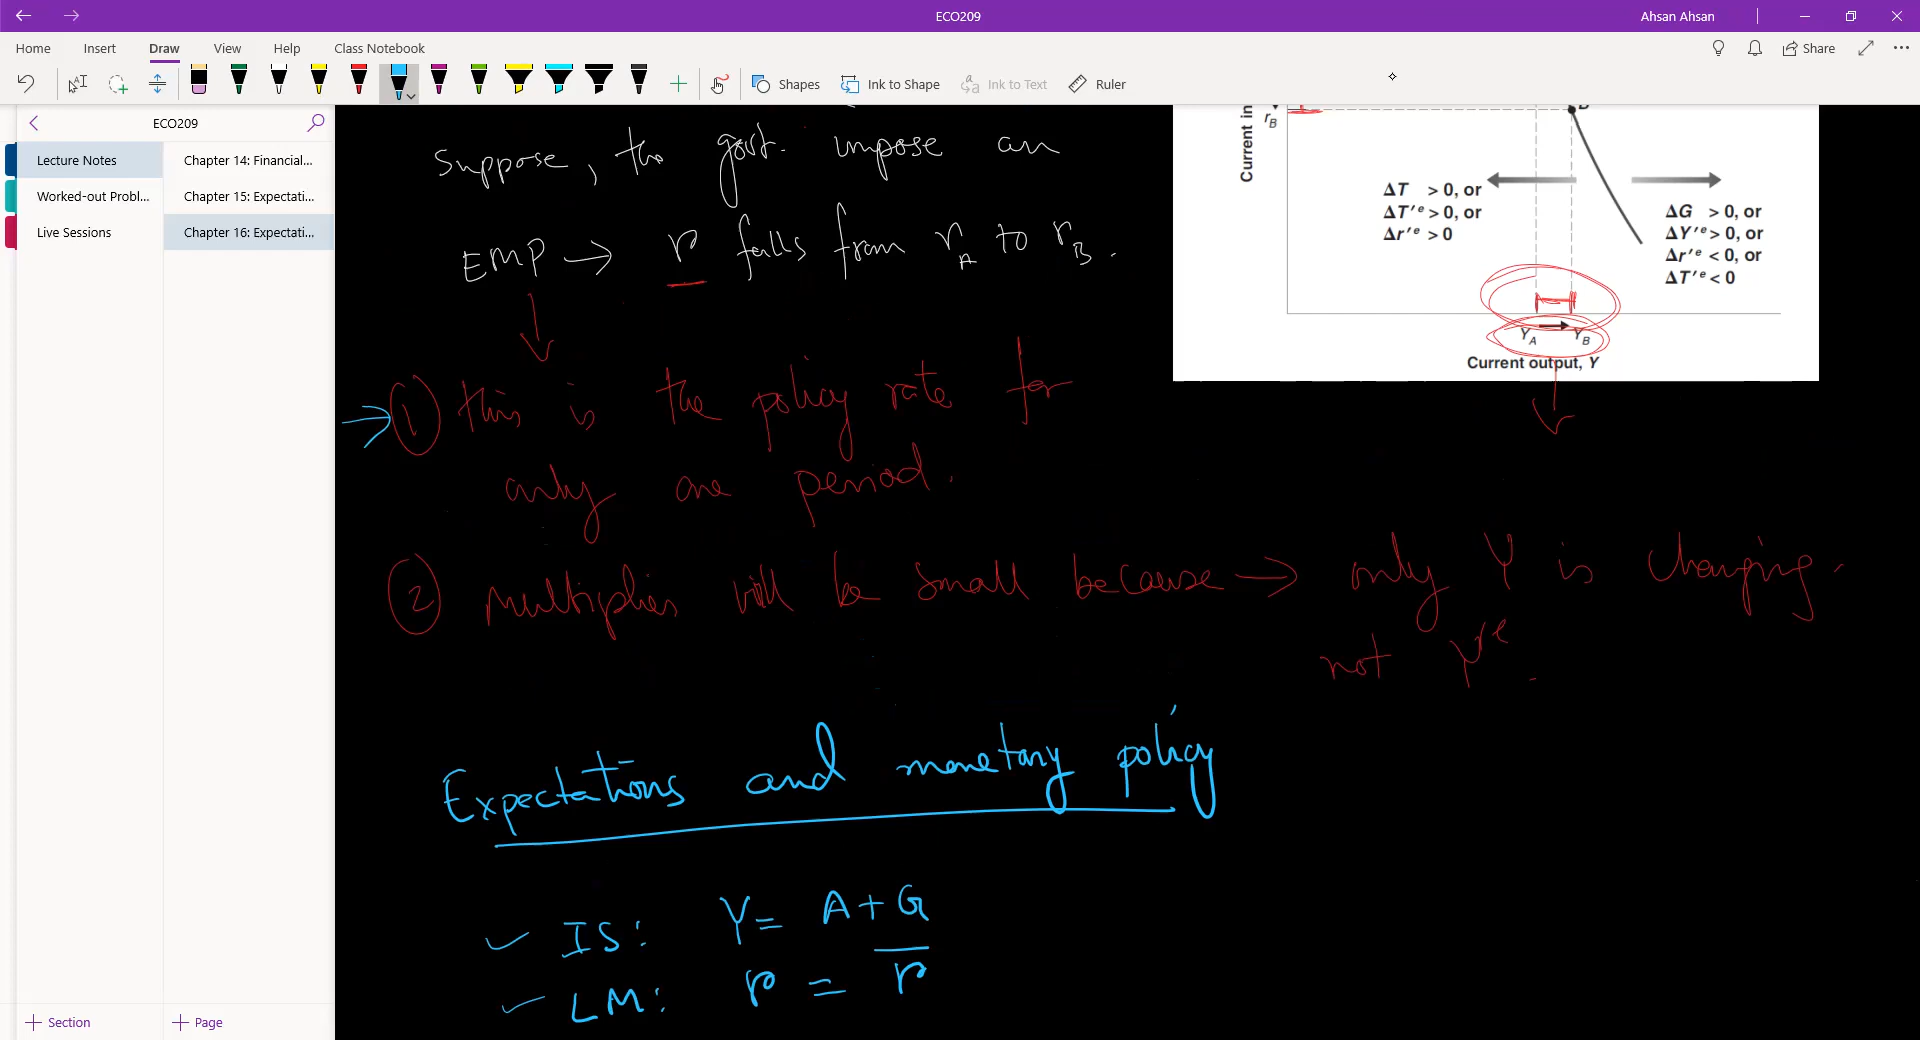 ECO209
Ahsan Ahsan
Home Insert Draw View Help Class Notebook
Share
Shapes Ink to Shape Ink to Text Ruler
ECO209
Lecture Notes
Worked-out Probl...
Live Sessions
Chapter 14: Financial...
Chapter 15: Expectati...
Chapter 16: Expectati...
Section
Page
Suppose, the govt. impose an
EMP → r falls from rA to rB.
① this is the policy rate for
only one period.
② multiplier will be small because → only Y is changing.
not Y'e.
Expectations and monetary policy
✓ IS: Y = A + G
✓ LM: r = r̅
Current in
rB
ΔT > 0, or
ΔT′e > 0, or
Δr′e > 0
ΔG > 0, or
ΔY′e > 0, or
Δr′e < 0, or
ΔT′e < 0
YA → YB
Current output, Y